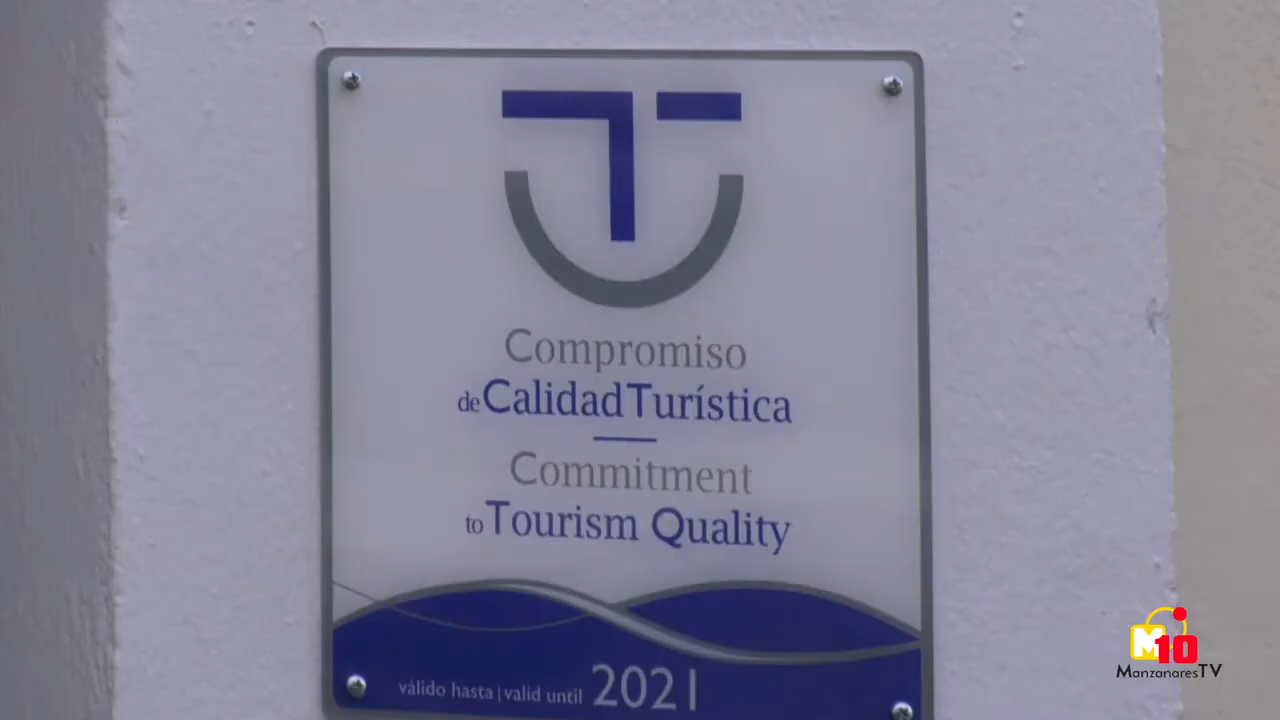 Compromiso
de Calidad Turística
Commitment
to Tourism Quality
válido hasta | valid until 2021
M10
ManzanaresTV